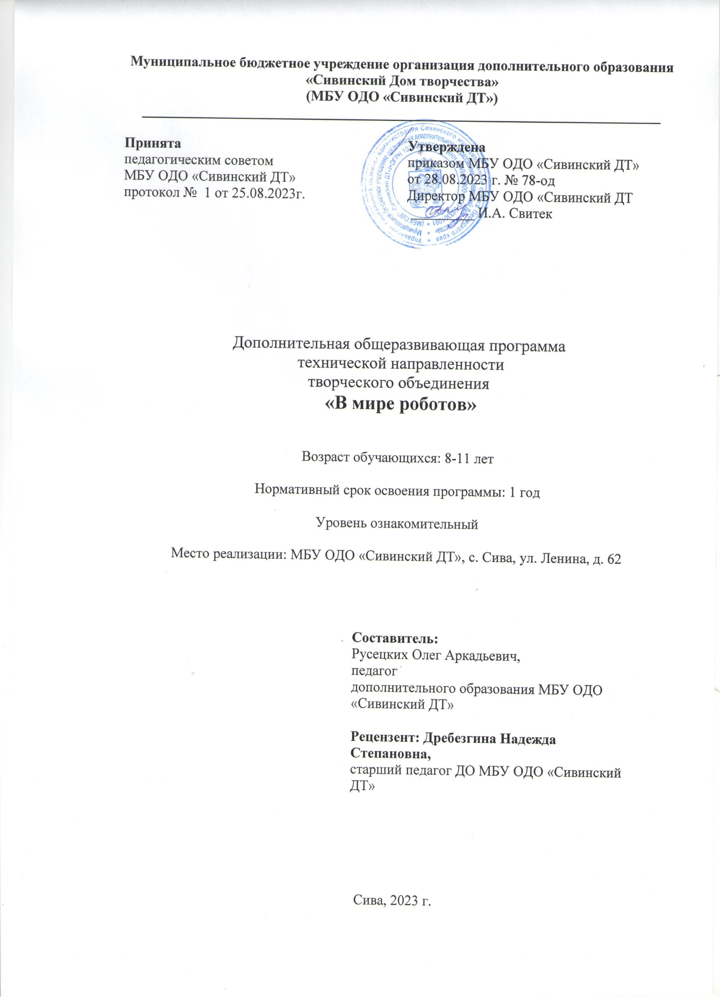 Муниципальное бюджетное учреждение организация дополнительного образования
«Сивинский Дом творчества»
(МБУ ОДО «Сивинский ДТ»)
Принята
педагогическим советом
МБУ ОДО «Сивинский ДТ»
протокол № 1 от 25.08.2023г.
Утверждена
приказом МБУ ОДО «Сивинский ДТ»
от 28.08.2023 г. № 78-од
Директор МБУ ОДО «Сивинский ДТ
__________ И.А. Свитек
Дополнительная общеразвивающая программа
технической направленности
творческого объединения
«В мире роботов»
Возраст обучающихся: 8-11 лет
Нормативный срок освоения программы: 1 год
Уровень ознакомительный
Место реализации: МБУ ОДО «Сивинский ДТ», с. Сива, ул. Ленина, д. 62
Составитель:
Русецких Олег Аркадьевич,
педагог
дополнительного образования МБУ ОДО
«Сивинский ДТ»
Рецензент: Дребезгина Надежда
Степановна,
старший педагог ДО МБУ ОДО «Сивинский
ДТ»
Сива, 2023 г.